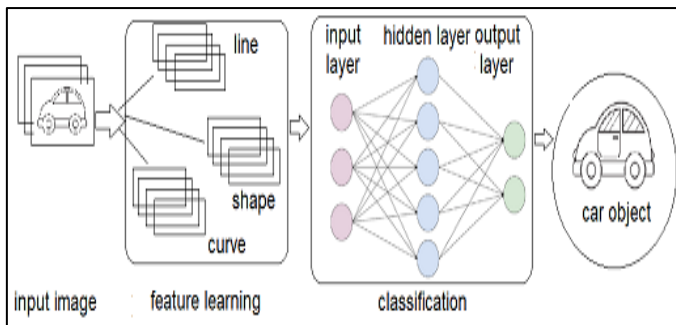 line
shape
curve
input layer
hidden layer
output layer
car object
input image
feature learning
classification